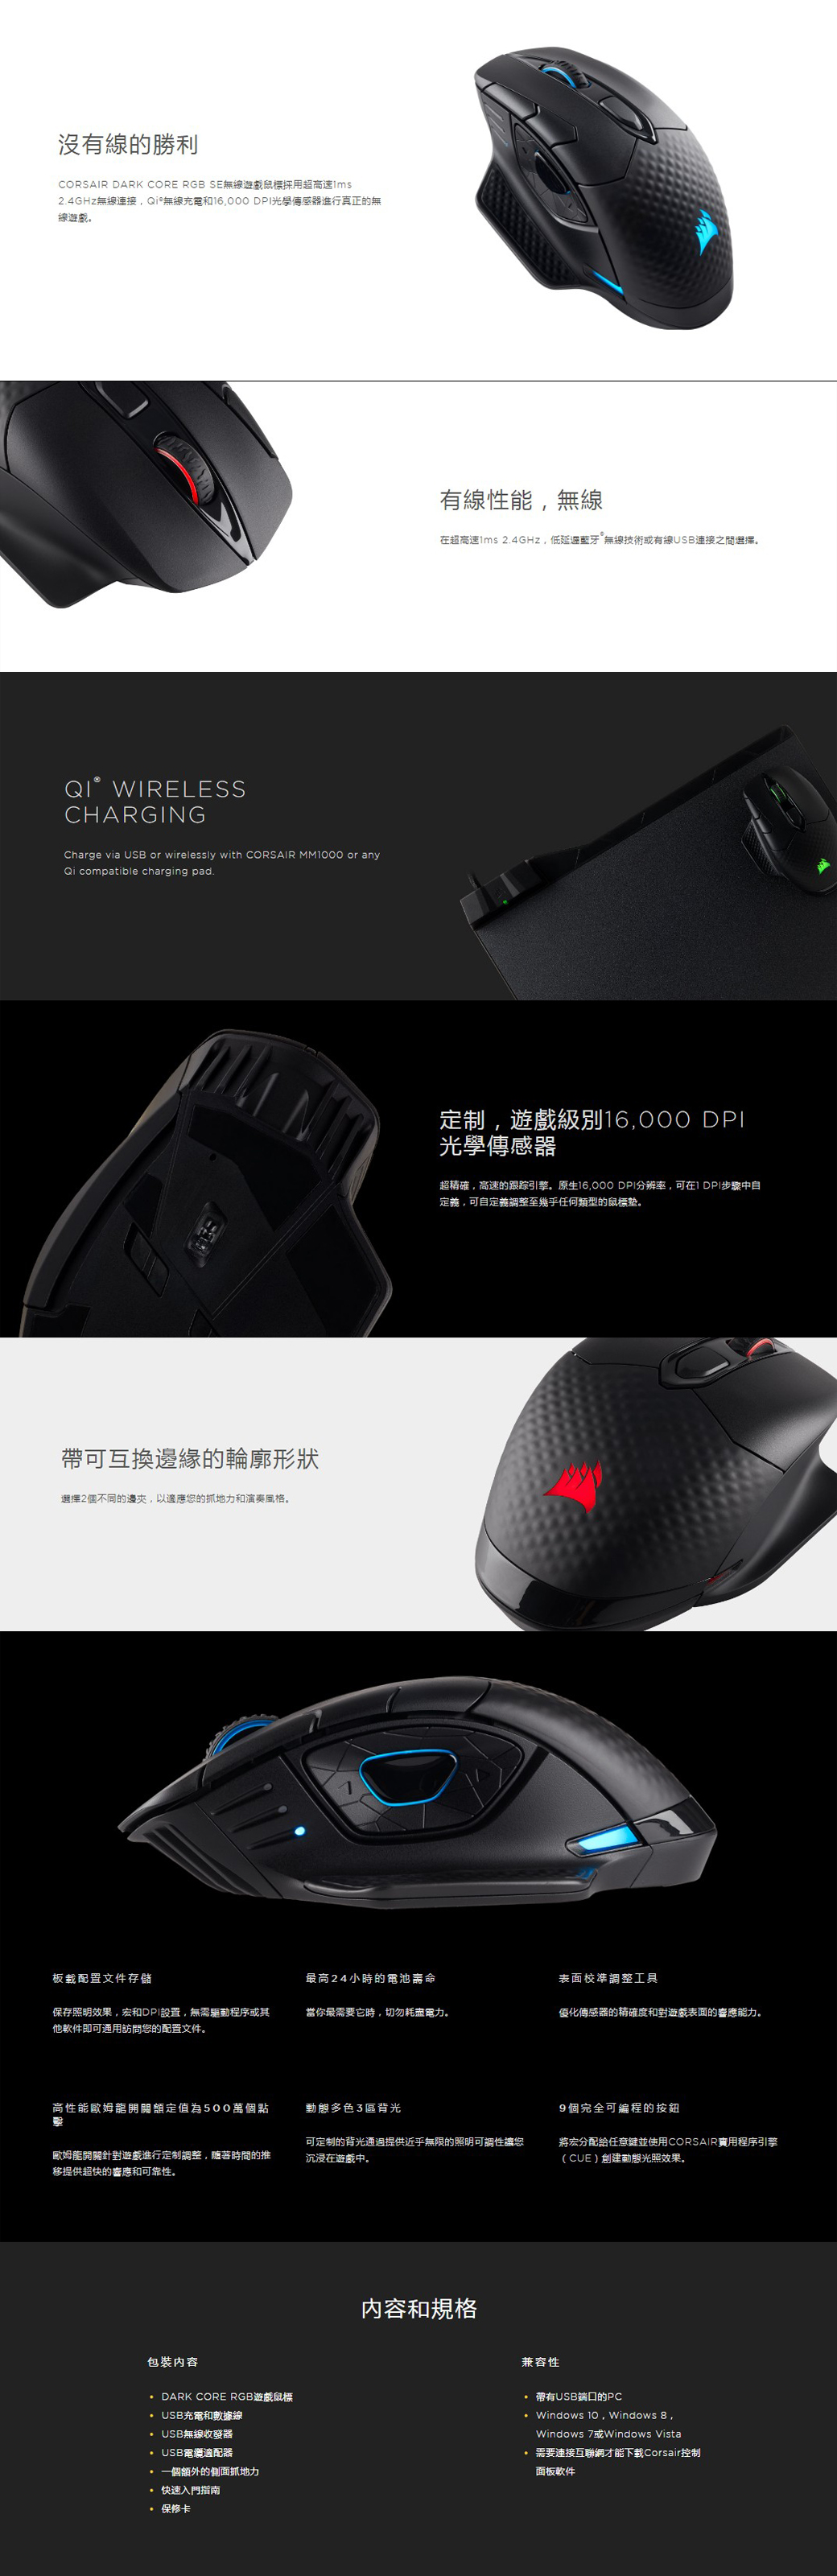 沒有線的勝利
CORSAIR DARK CORE RGB SE無線遊戲鼠標採用超高速1ms
2.4GHz無線連接，Qi®無線充電和16,000 DPI光學傳感器進行真正的無
線遊戲。
有線性能，無線
在超高速1ms 2.4GHz，低延遲藍牙®無線技術或有線USB連接之間選擇。
QI® WIRELESS
CHARGING
Charge via USB or wirelessly with CORSAIR MM1000 or any
Qi compatible charging pad.
定制，遊戲級別16,000 DPI
光學傳感器
超精確，高速的跟踪引擎。原生16,000 DPI分辨率，可在1 DPI步驟中自
定義，可自定義調整至幾乎任何類型的鼠標墊。
帶可互換邊緣的輪廓形狀
選擇2個不同的邊夾，以適應您的抓地力和演奏風格。
板載配置文件存儲
保存照明效果，宏和DPI設置，無需驅動程序或其
他軟件即可通用訪問您的配置文件。
最高24小時的電池壽命
當你最需要它時，切勿耗盡電力。
表面校準調整工具
優化傳感器的精確度和對遊戲表面的響應能力。
高性能歐姆龍開關額定值為500萬個點
擊
歐姆龍開關針對遊戲進行定制調整，隨著時間的推
移提供超快的響應和可靠性。
動態多色3區背光
可定制的背光通過提供近乎無限的照明可調性讓您
沉浸在遊戲中。
9個完全可編程的按鈕
將宏分配給任意鍵並使用CORSAIR實用程序引擎
（CUE）創建動態光照效果。
內容和規格
包裝內容
• DARK CORE RGB遊戲鼠標
• USB充電和數據線
• USB無線收發器
• USB電纜適配器
• 一個額外的側面抓地力
• 快速入門指南
• 保修卡
兼容性
• 帶有USB端口的PC
• Windows 10，Windows 8，
Windows 7或Windows Vista
• 需要連接互聯網才能下載Corsair控制
面板軟件